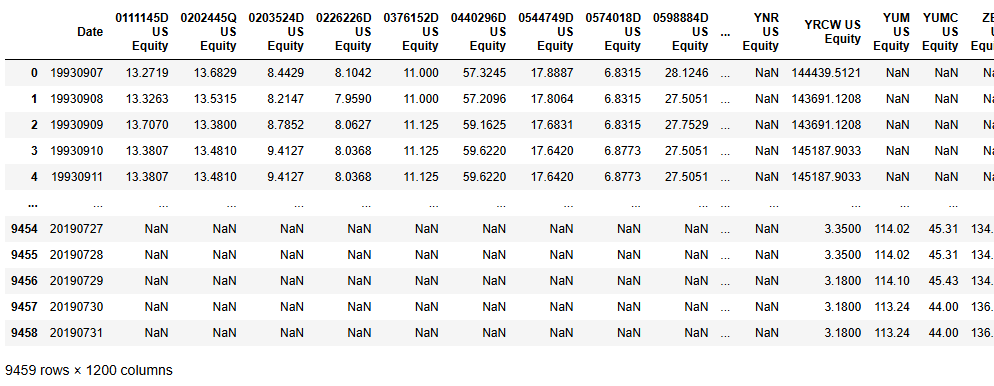 Date 0111145D US Equity 0202445Q US Equity 0203524D US Equity 0226226D US Equity 0376152D US Equity 0440296D US Equity 0544749D US Equity 0574018D US Equity 0598884D US Equity ... YNR US Equity YRCW US Equity YUM US Equity YUMC US Equity ZE Equi
0 19930907 13.2719 13.6829 8.4429 8.1042 11.000 57.3245 17.8887 6.8315 28.1246 ... NaN 144439.5121 NaN NaN Na
1 19930908 13.3263 13.5315 8.2147 7.9590 11.000 57.2096 17.8064 6.8315 27.5051 ... NaN 143691.1208 NaN NaN Na
2 19930909 13.7070 13.3800 8.7852 8.0627 11.125 59.1625 17.6831 6.8315 27.7529 ... NaN 143691.1208 NaN NaN Na
3 19930910 13.3807 13.4810 9.4127 8.0368 11.125 59.6220 17.6420 6.8773 27.5051 ... NaN 145187.9033 NaN NaN Na
4 19930911 13.3807 13.4810 9.4127 8.0368 11.125 59.6220 17.6420 6.8773 27.5051 ... NaN 145187.9033 NaN NaN Na
... ... ... ... ... ... ... ... ... ... ... ... ... ... ... ...
9454 20190727 NaN NaN NaN NaN NaN NaN NaN NaN NaN ... NaN 3.3500 114.02 45.31 134.
9455 20190728 NaN NaN NaN NaN NaN NaN NaN NaN NaN ... NaN 3.3500 114.02 45.31 134.
9456 20190729 NaN NaN NaN NaN NaN NaN NaN NaN NaN ... NaN 3.1800 114.10 45.43 134.
9457 20190730 NaN NaN NaN NaN NaN NaN NaN NaN NaN ... NaN 3.1800 113.24 44.00 136.
9458 20190731 NaN NaN NaN NaN NaN NaN NaN NaN NaN ... NaN 3.1800 113.24 44.00 136.
9459 rows × 1200 columns